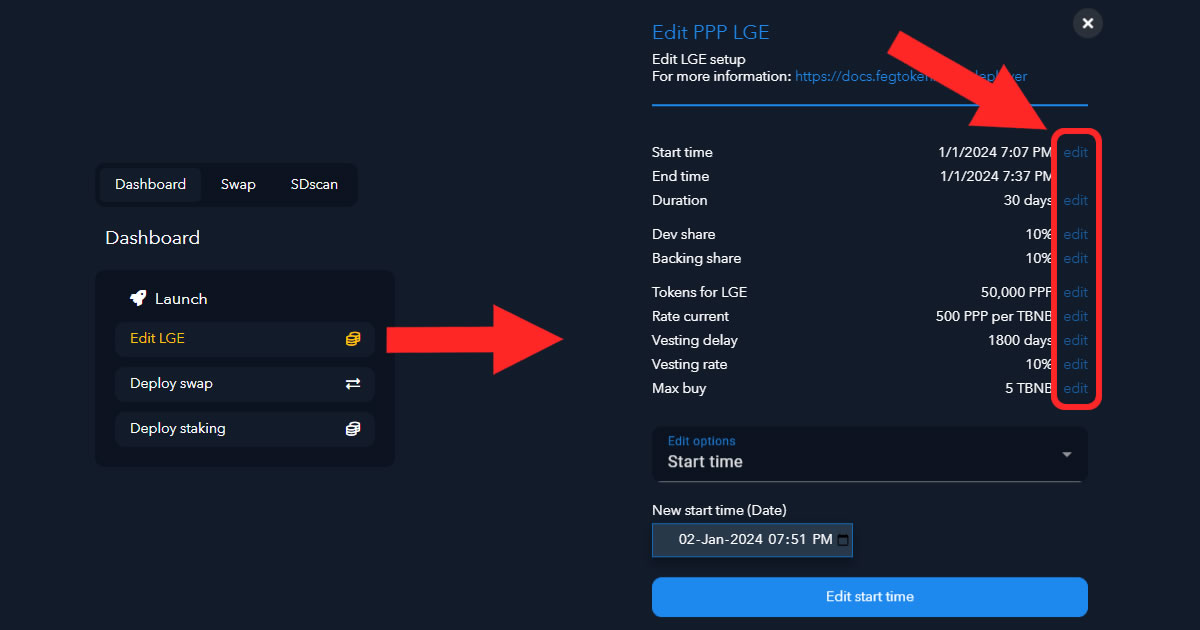 Dashboard Swap SDscan
Dashboard
Launch
Edit LGE
Deploy swap
Deploy staking
Edit PPP LGE
Edit LGE setup
For more information: https://docs.fegtoken
Start time 1/1/2024 7:07 PM edit
End time 1/1/2024 7:37 PM
Duration 30 days edit
Dev share 10% edit
Backing share 10% edit
Tokens for LGE 50,000 PPP edit
Rate current 500 PPP per TBNB edit
Vesting delay 1800 days edit
Vesting rate 10% edit
Max buy 5 TBNB edit
Edit options
Start time
New start time (Date)
02-Jan-2024 07:51 PM
Edit start time